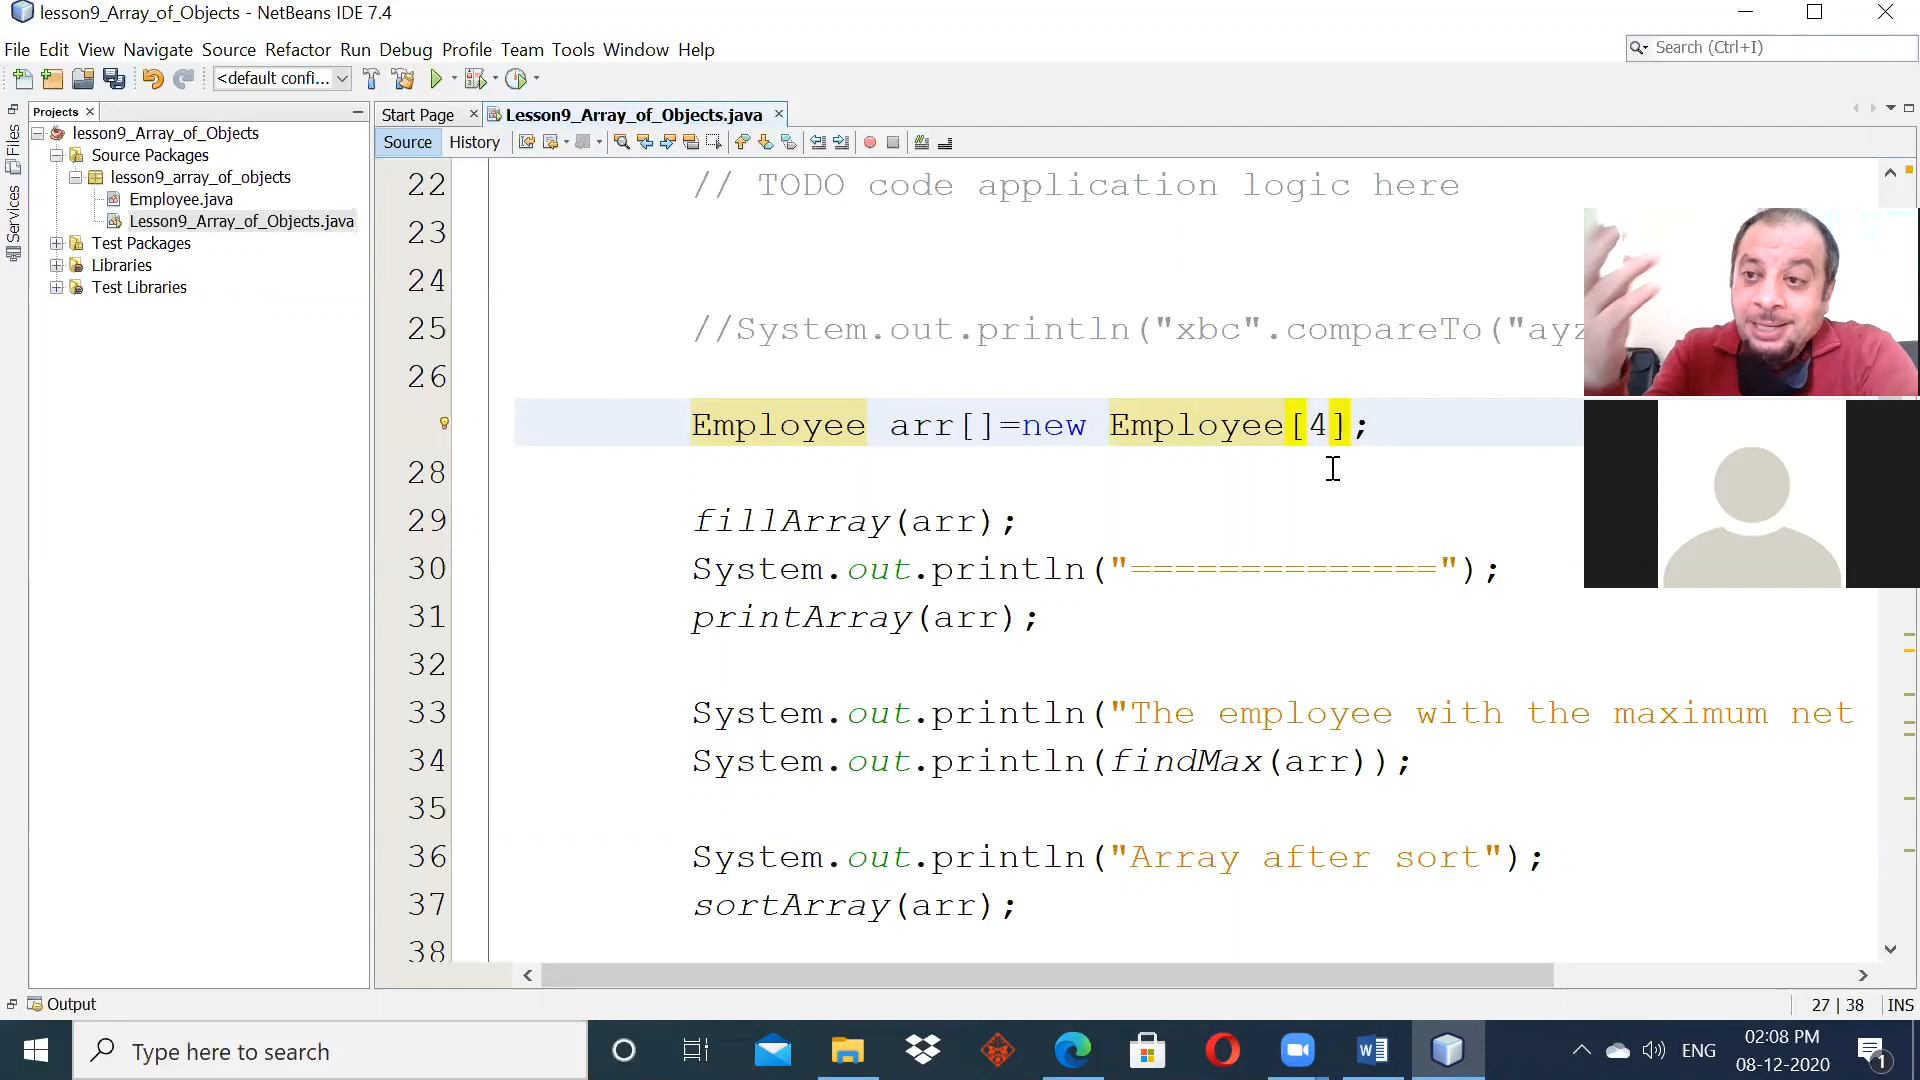 lesson9_Array_of_Objects - NetBeans IDE 7.4
File Edit View Navigate Source Refactor Run Debug Profile Team Tools Window Help
Search (Ctrl+I)
<default confi...
Projects
Start Page
Lesson9_Array_of_Objects.java
Files
Services
lesson9_Array_of_Objects
Source Packages
lesson9_array_of_objects
Employee.java
Lesson9_Array_of_Objects.java
Test Packages
Libraries
Test Libraries
Source History
22 // TODO code application logic here
23
24
25 //System.out.println("xbc".compareTo("ayz
26
Employee arr[]=new Employee[4];
28
29 fillArray(arr);
30 System.out.println("==============");
31 printArray(arr);
32
33 System.out.println("The employee with the maximum net
34 System.out.println(findMax(arr));
35
36 System.out.println("Array after sort");
37 sortArray(arr);
38
Output
27 | 38 INS
Type here to search
ENG
02:08 PM
08-12-2020
1